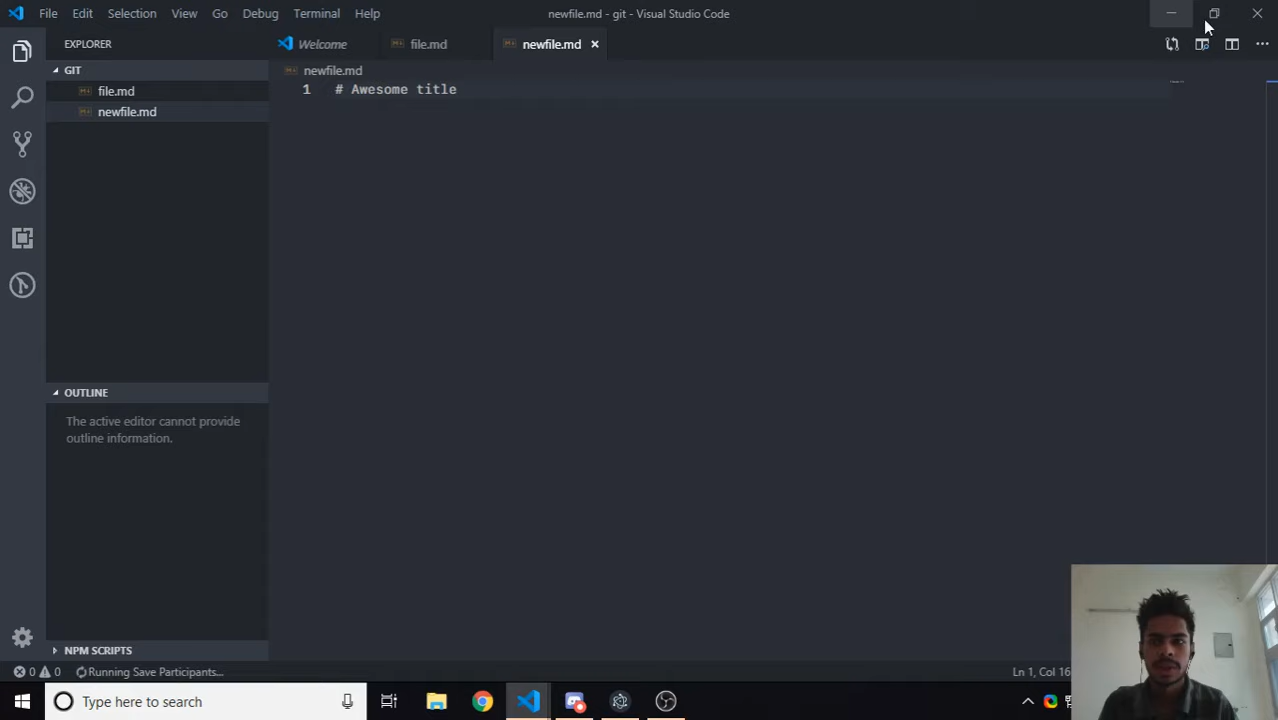 File Edit Selection View Go Debug Terminal Help
newfile.md - git - Visual Studio Code
EXPLORER
Welcome
file.md
newfile.md
GIT
newfile.md
file.md
1 # Awesome title
newfile.md
OUTLINE
The active editor cannot provide
outline information.
NPM SCRIPTS
0 0 Running Save Participants...
Ln 1, Col 16
Type here to search